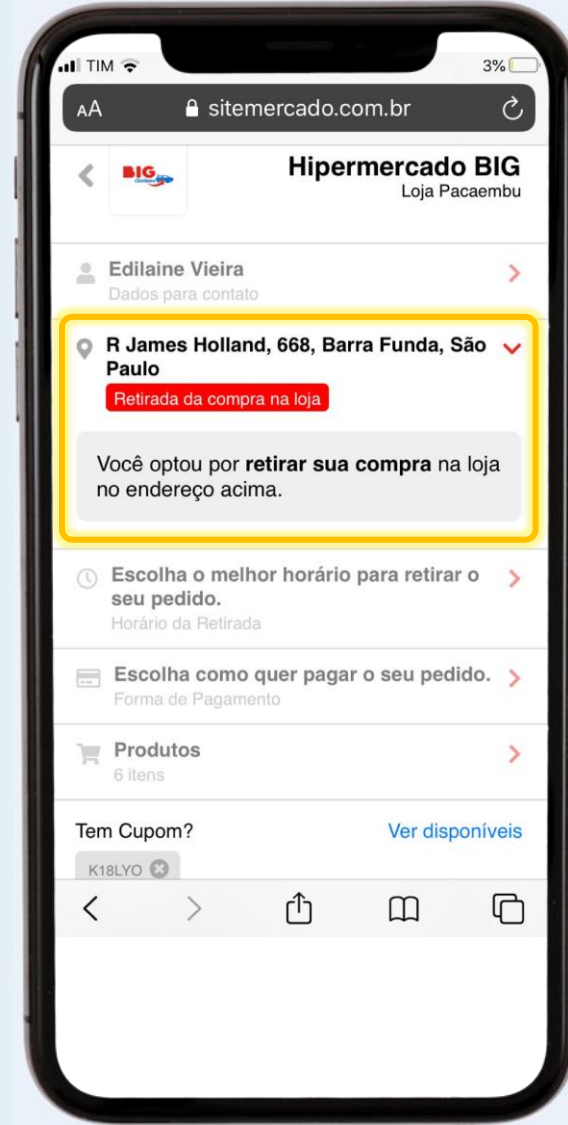 TIM
3%
AA
sitemercado.com.br
BIG
Hipermercado BIG
Loja Pacaembu
Edilaine Vieira
Dados para contato
R James Holland, 668, Barra Funda, São
Paulo
Retirada da compra na loja
Você optou por retirar sua compra na loja
no endereço acima.
Escolha o melhor horário para retirar o
seu pedido.
Horário da Retirada
Escolha como quer pagar o seu pedido.
Forma de Pagamento
Produtos
6 itens
Tem Cupom?
Ver disponíveis
K18LYO